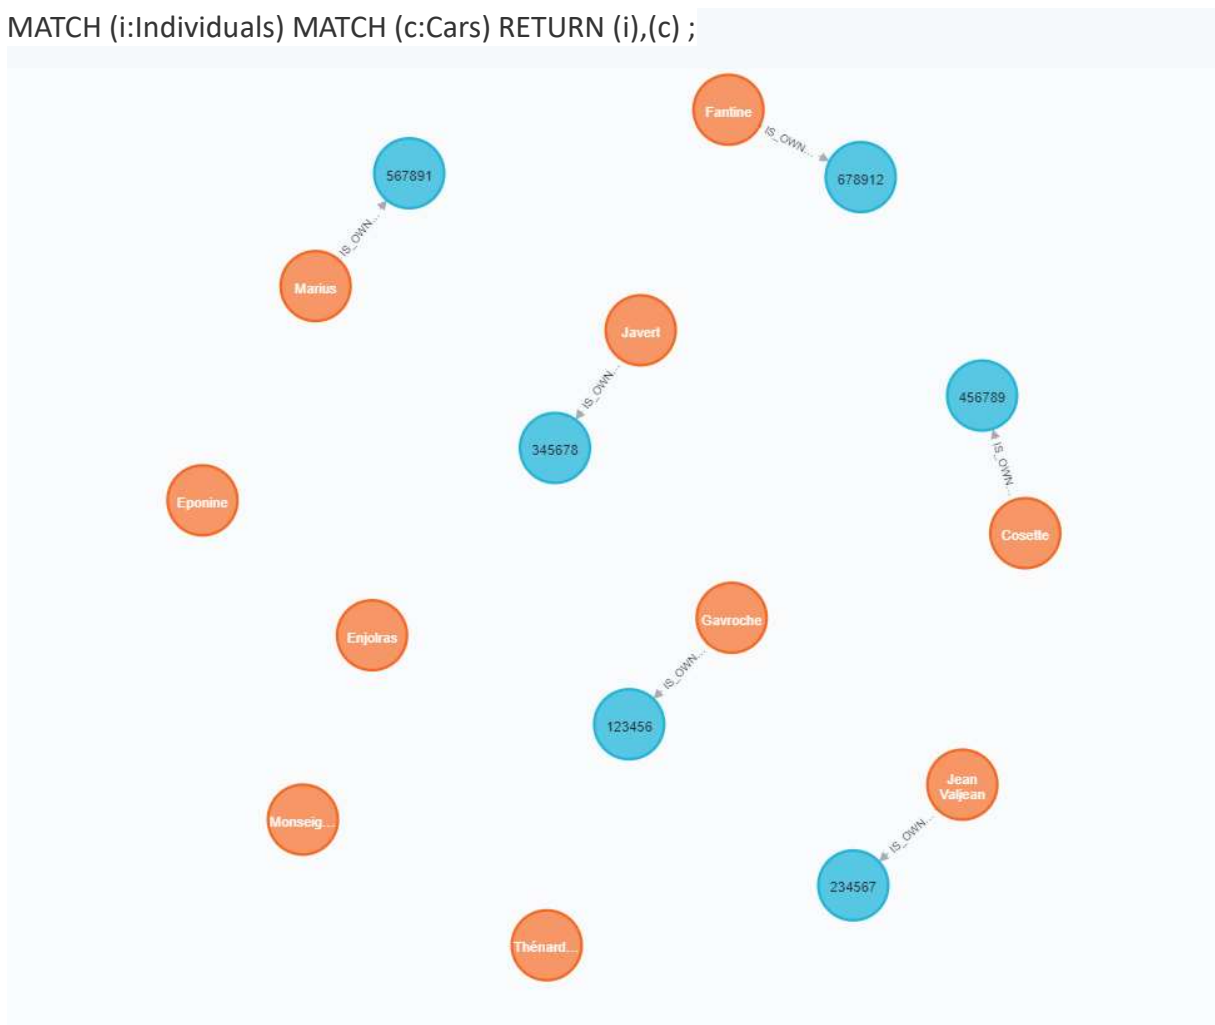 MATCH (i:Individuals) MATCH (c:Cars) RETURN (i),(c) ;
Fantine
IS_OWN...
678912
567891
IS_OWN...
Marius
Javert
IS_OWN...
345678
456789
IS_OWN...
Cosette
Eponine
Enjolras
Gavroche
IS_OWN...
123456
Jean
Valjean
IS_OWN...
234567
Monseig...
Thénard...